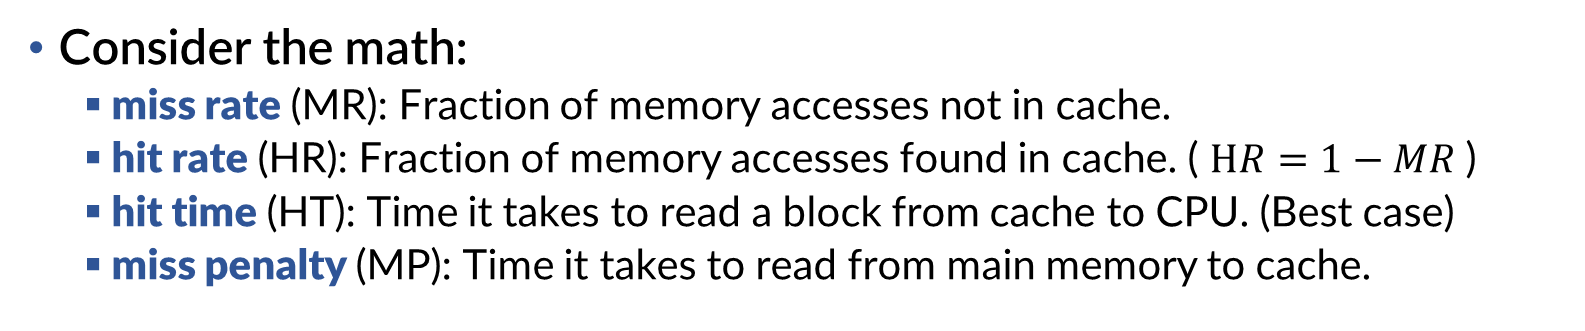 • Consider the math:
▪ miss rate (MR): Fraction of memory accesses not in cache.
▪ hit rate (HR): Fraction of memory accesses found in cache. ( HR = 1 − MR )
▪ hit time (HT): Time it takes to read a block from cache to CPU. (Best case)
▪ miss penalty (MP): Time it takes to read from main memory to cache.